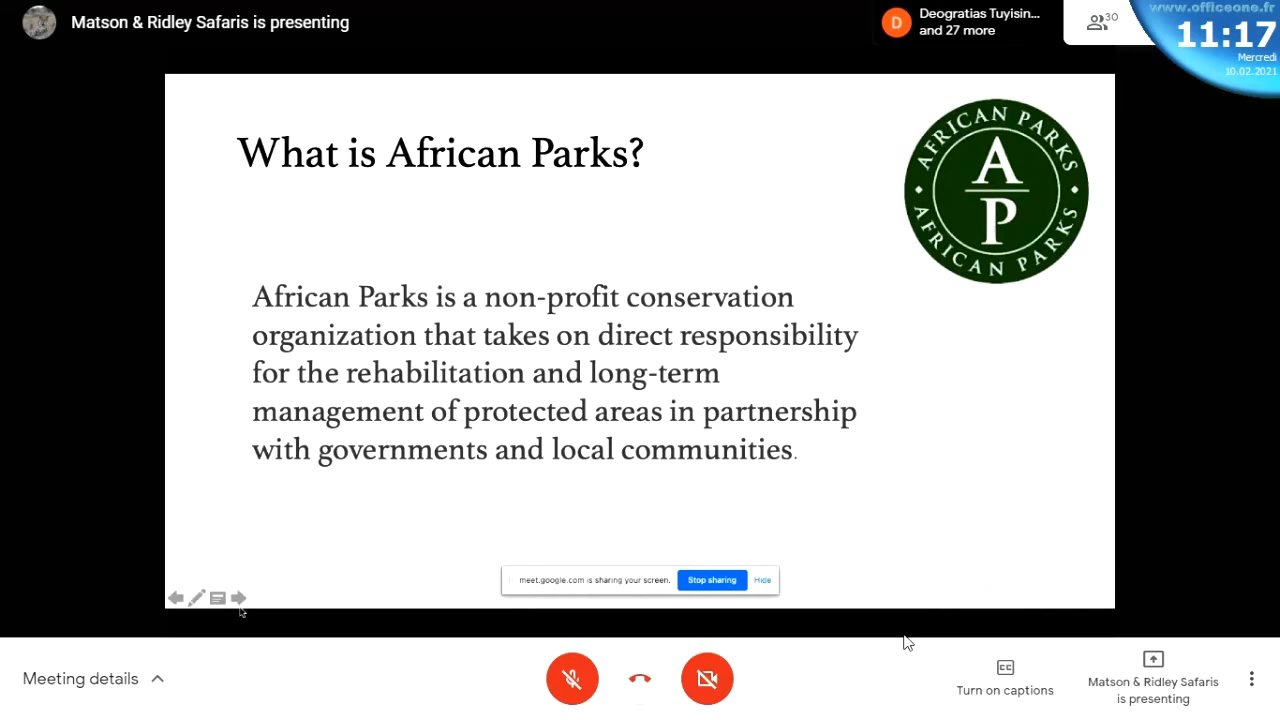 Matson & Ridley Safaris is presenting
D
Deogratias Tuyisin...
and 27 more
30
www.officeone.fr
11:17
Mercredi
10.02.2021
What is African Parks?
AFRICAN PARKS
A
P
AFRICAN PARKS
African Parks is a non-profit conservation
organization that takes on direct responsibility
for the rehabilitation and long-term
management of protected areas in partnership
with governments and local communities.
meet.google.com is sharing your screen.
Stop sharing
Hide
Meeting details
CC
Turn on captions
Matson & Ridley Safaris
is presenting